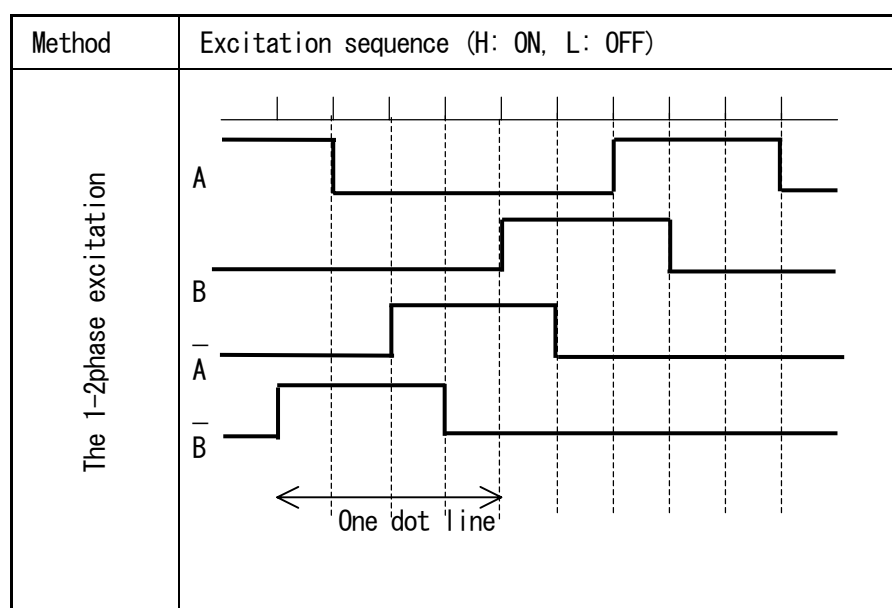 Method
Excitation sequence (H: ON, L: OFF)
The 1-2phase excitation
A
B
A̅
B̅
One dot line